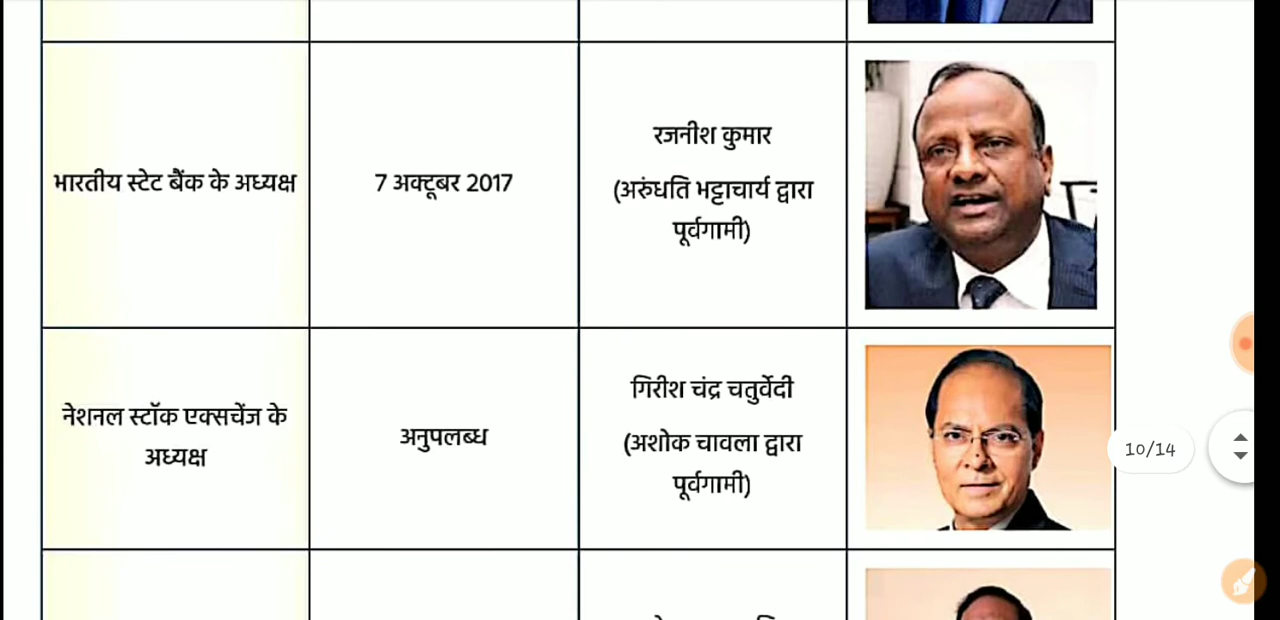 भारतीय स्टेट बैंक के अध्यक्ष
7 अक्टूबर 2017
रजनीश कुमार
(अरुंधति भट्टाचार्य द्वारा
पूर्वगामी)
नेशनल स्टॉक एक्सचेंज के
अध्यक्ष
अनुपलब्ध
गिरीश चंद्र चतुर्वेदी
(अशोक चावला द्वारा
पूर्वगामी)
10/14